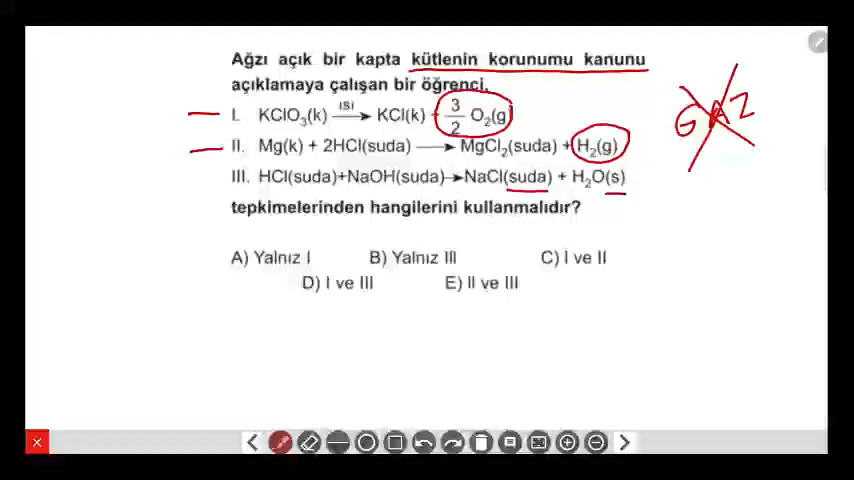 Ağzı açık bir kapta kütlenin korunumu kanunu
açıklamaya çalışan bir öğrenci,
I. KClO₃(k) ısı→ KCl(k) + 3/2 O₂(g)
II. Mg(k) + 2HCl(suda) → MgCl₂(suda) + H₂(g)
III. HCl(suda)+NaOH(suda)→NaCl(suda) + H₂O(s)
tepkimelerinden hangilerini kullanmalıdır?
A) Yalnız I B) Yalnız III C) I ve II
D) I ve III E) II ve III
GAZ